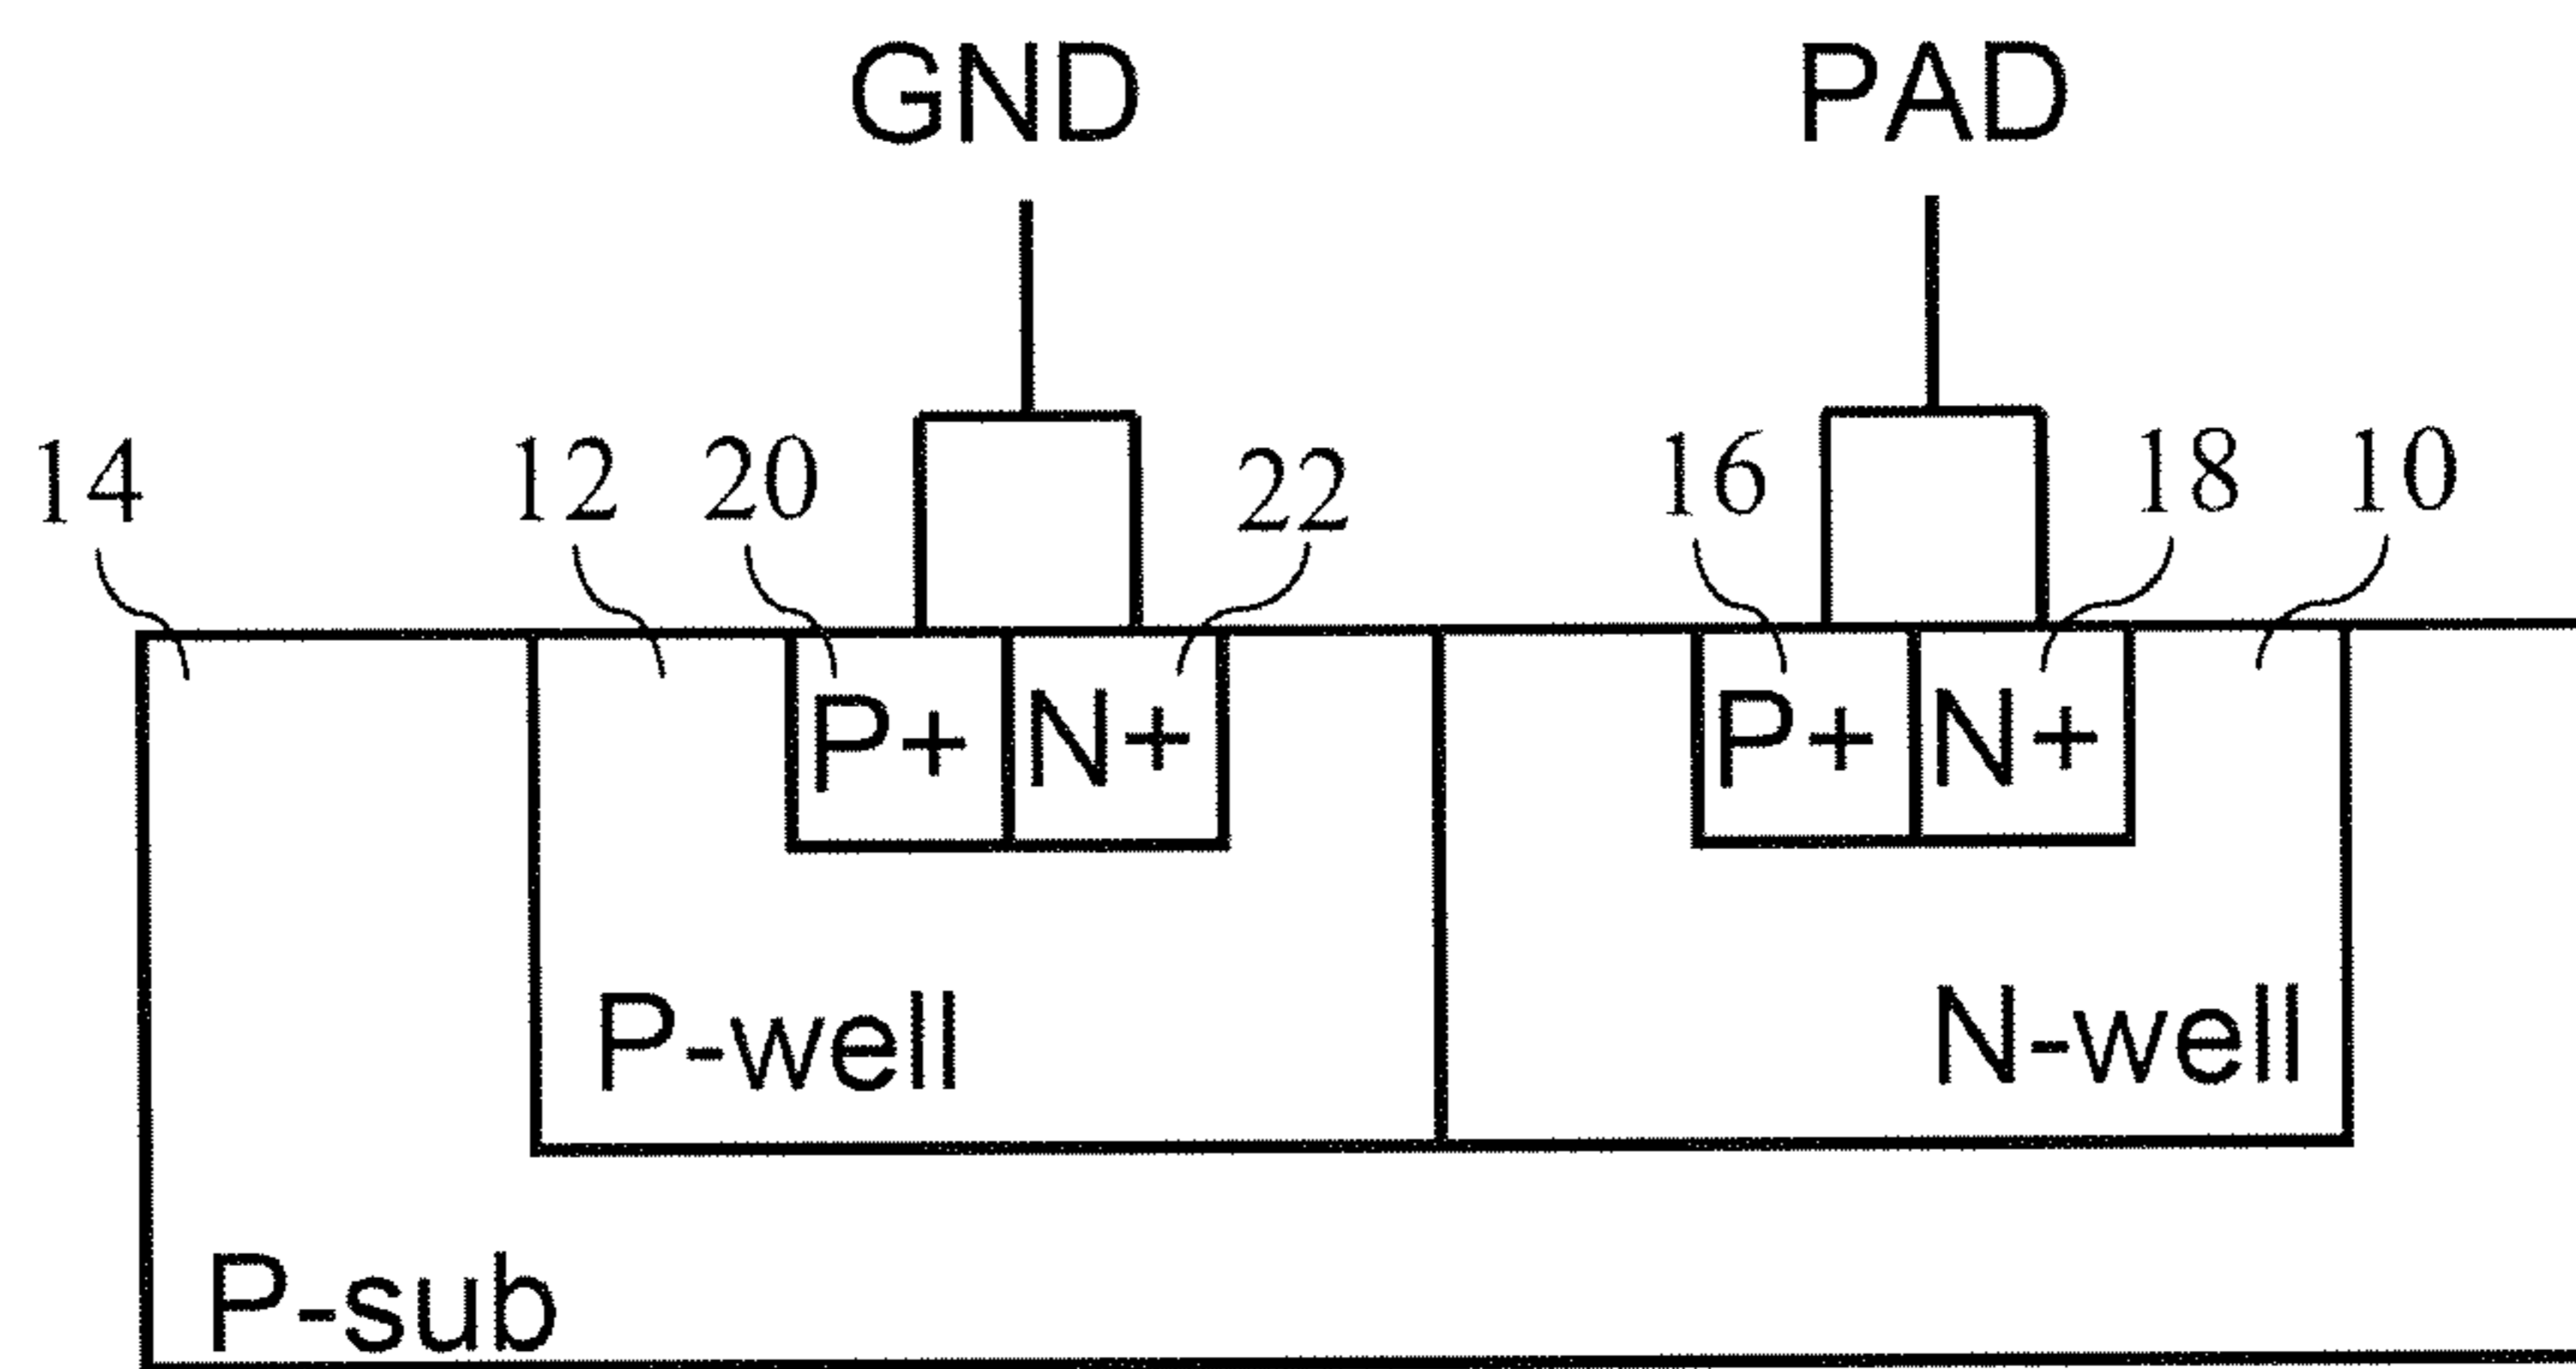 GND PAD
14 12 20 22 16 18 10
P+ N+ P+ N+
P-well N-well
P-sub